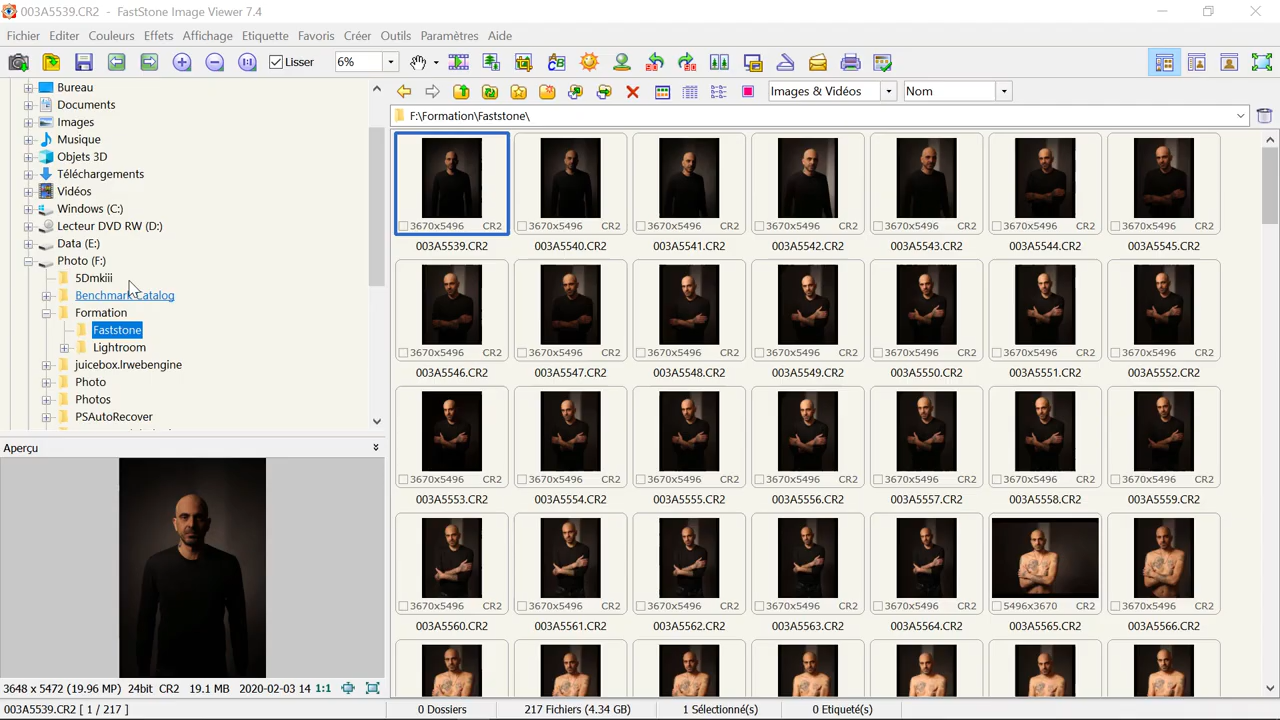 003A5539.CR2 - FastStone Image Viewer 7.4
Fichier Editer Couleurs Effets Affichage Etiquette Favoris Créer Outils Paramètres Aide
Lisser 6%
Images & Vidéos Nom
F:\Formation\Faststone\
Bureau
Documents
Images
Musique
Objets 3D
Téléchargements
Vidéos
Windows (C:)
Lecteur DVD RW (D:)
Data (E:)
Photo (F:)
5Dmkiii
Benchmark Catalog
Formation
Faststone
Lightroom
juicebox.lrwebengine
Photo
Photos
PSAutoRecover
3670x5496 CR2 3670x5496 CR2 3670x5496 CR2 3670x5496 CR2 3670x5496 CR2 3670x5496 CR2 3670x5496 CR2
003A5539.CR2 003A5540.CR2 003A5541.CR2 003A5542.CR2 003A5543.CR2 003A5544.CR2 003A5545.CR2
3670x5496 CR2 3670x5496 CR2 3670x5496 CR2 3670x5496 CR2 3670x5496 CR2 3670x5496 CR2 3670x5496 CR2
003A5546.CR2 003A5547.CR2 003A5548.CR2 003A5549.CR2 003A5550.CR2 003A5551.CR2 003A5552.CR2
3670x5496 CR2 3670x5496 CR2 3670x5496 CR2 3670x5496 CR2 3670x5496 CR2 3670x5496 CR2 3670x5496 CR2
003A5553.CR2 003A5554.CR2 003A5555.CR2 003A5556.CR2 003A5557.CR2 003A5558.CR2 003A5559.CR2
3670x5496 CR2 3670x5496 CR2 3670x5496 CR2 3670x5496 CR2 3670x5496 CR2 5496x3670 CR2 3670x5496 CR2
003A5560.CR2 003A5561.CR2 003A5562.CR2 003A5563.CR2 003A5564.CR2 003A5565.CR2 003A5566.CR2
Aperçu
3648 x 5472 (19.96 MP) 24bit CR2 19.1 MB 2020-02-03 14 1:1
003A5539.CR2 [ 1 / 217 ] 0 Dossiers 217 Fichiers (4.34 GB) 1 Sélectionné(s) 0 Etiqueté(s)